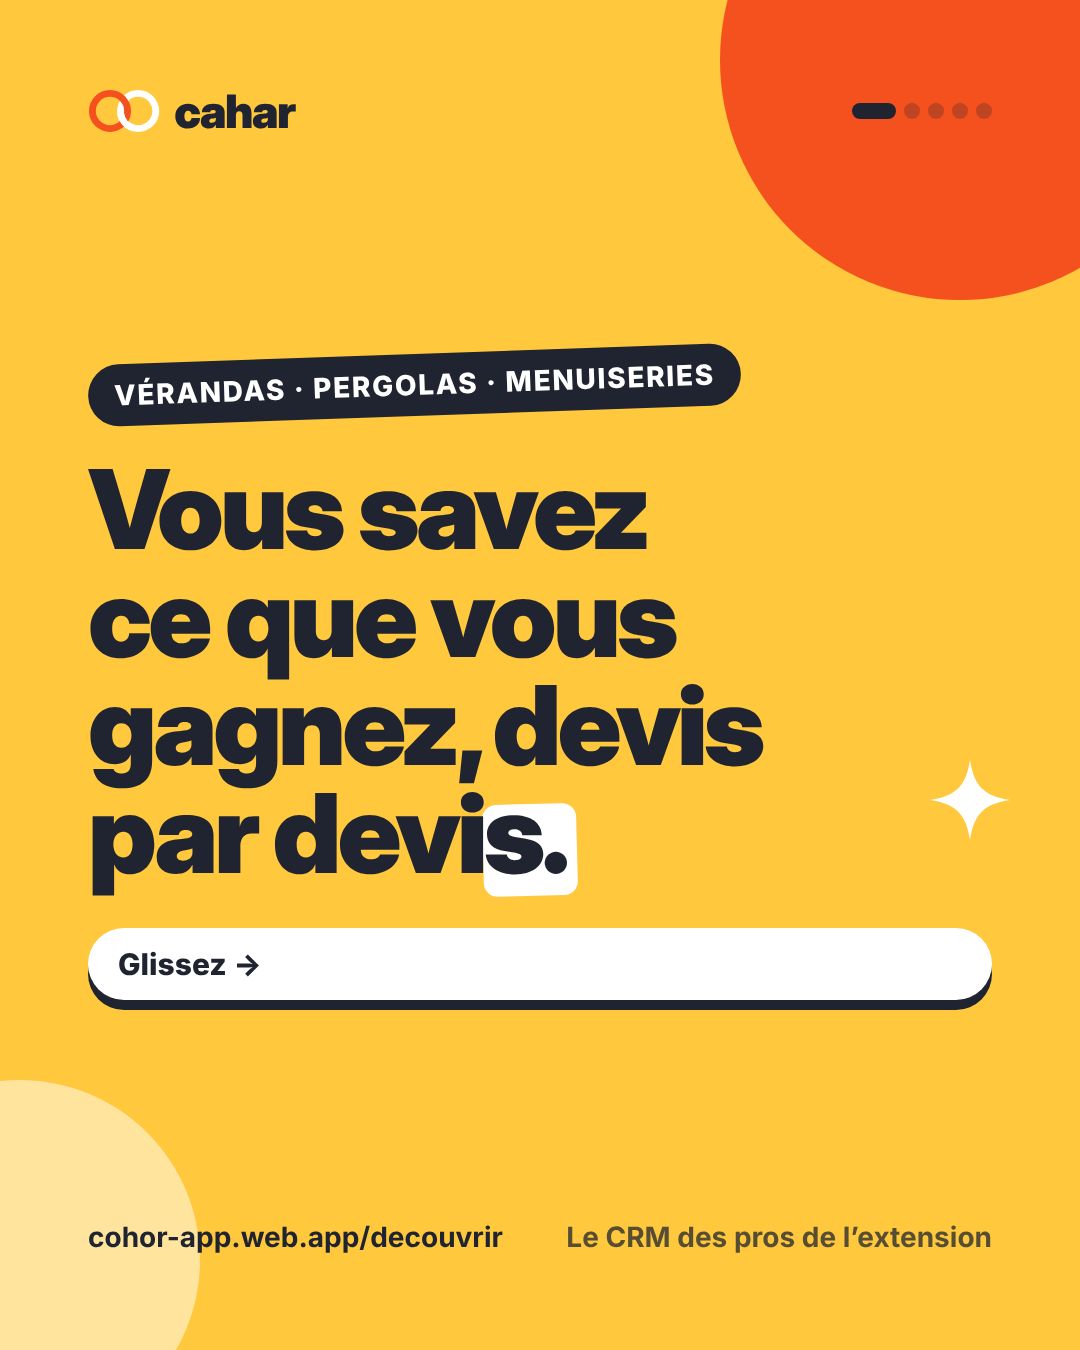 cahar
VÉRANDAS · PERGOLAS · MENUISERIES
Vous savez
ce que vous
gagnez, devis
par devis.
Glissez →
cohor-app.web.app/decouvrir
Le CRM des pros de l’extension